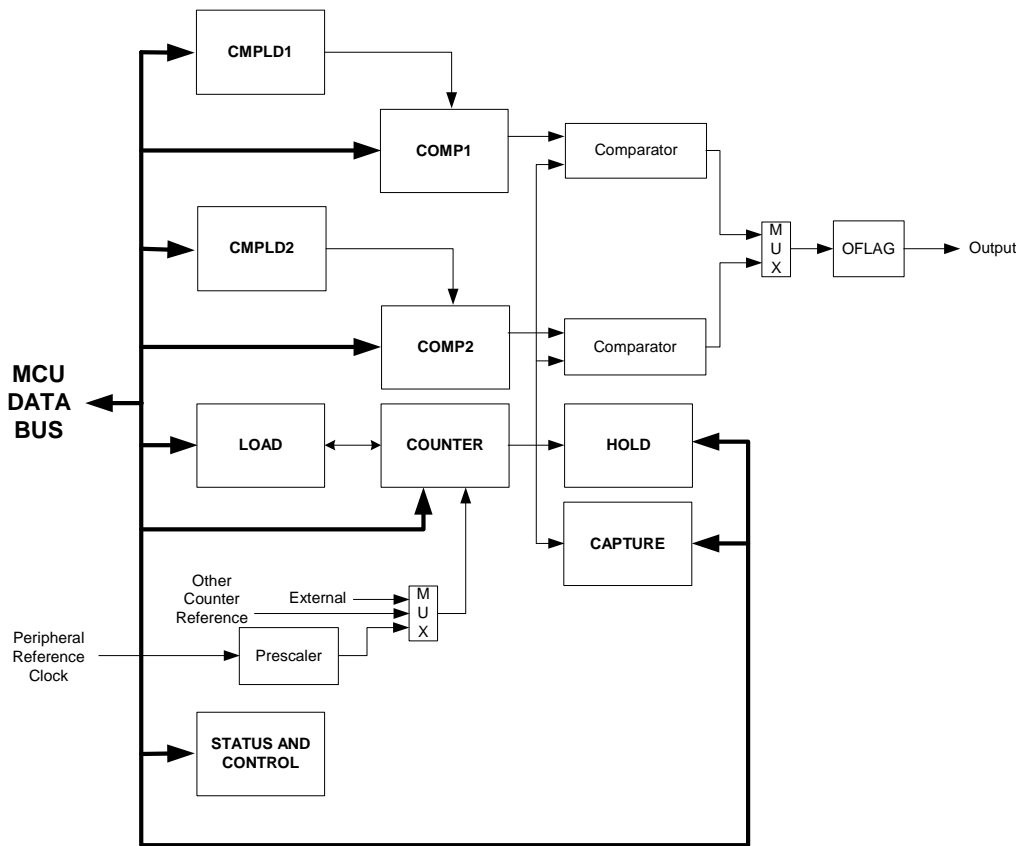 CMPLD1
COMP1
Comparator
CMPLD2
M
U
X
OFLAG
Output
COMP2
Comparator
MCU
DATA
BUS
LOAD
COUNTER
HOLD
CAPTURE
Other
Counter
Reference
External
M
U
X
Peripheral
Reference
Clock
Prescaler
STATUS AND
CONTROL